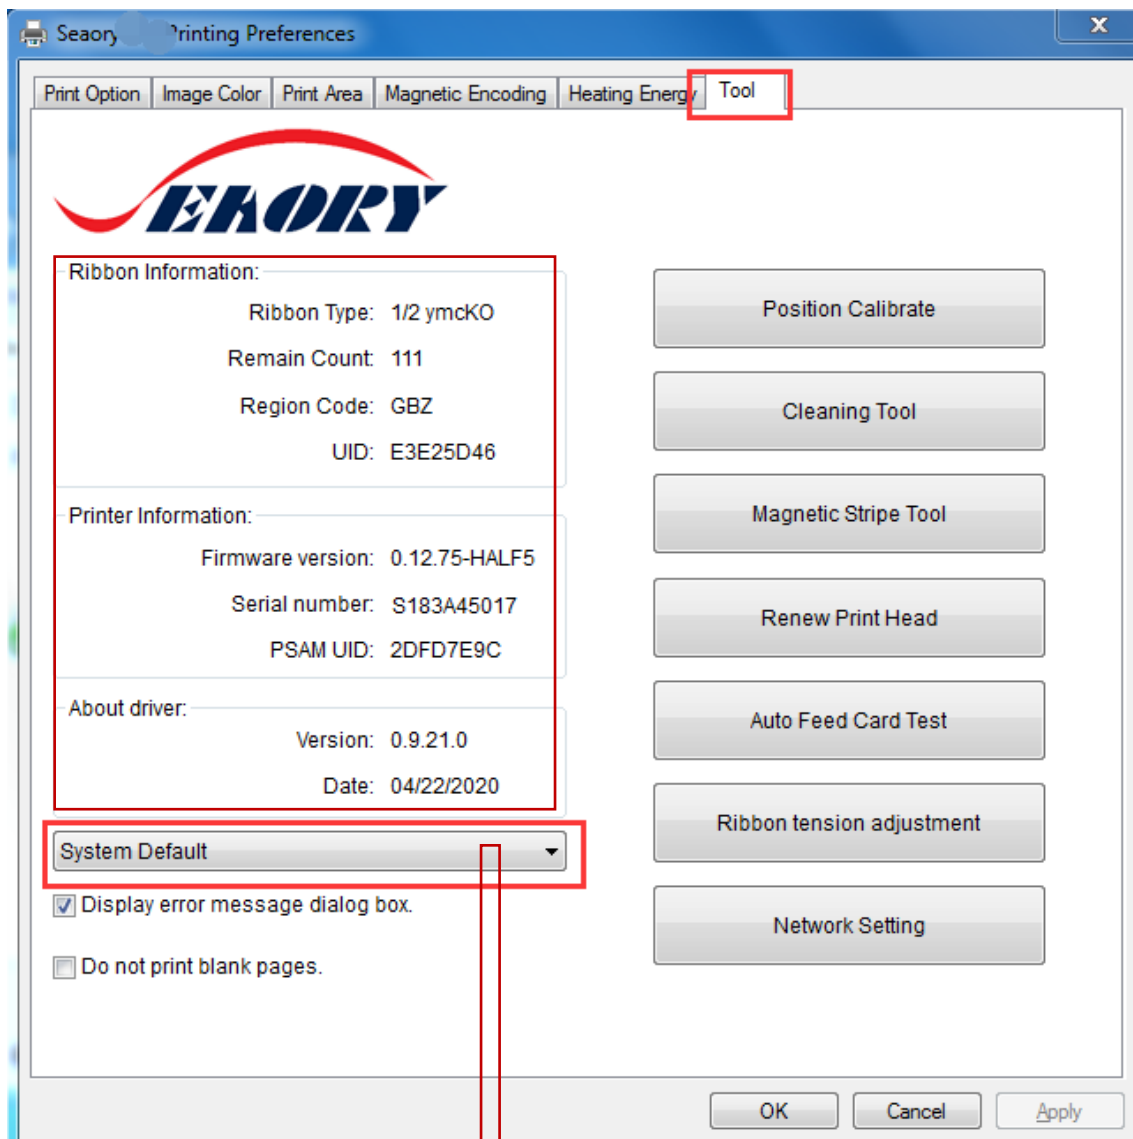 Seaory Printing Preferences
X
Print Option Image Color Print Area Magnetic Encoding Heating Energy Tool
SEAORY
Ribbon Information:
Ribbon Type: 1/2 ymcKO
Remain Count: 111
Region Code: GBZ
UID: E3E25D46
Printer Information:
Firmware version: 0.12.75-HALF5
Serial number: S183A45017
PSAM UID: 2DFD7E9C
About driver:
Version: 0.9.21.0
Date: 04/22/2020
System Default
Display error message dialog box.
Do not print blank pages.
Position Calibrate
Cleaning Tool
Magnetic Stripe Tool
Renew Print Head
Auto Feed Card Test
Ribbon tension adjustment
Network Setting
OK Cancel Apply